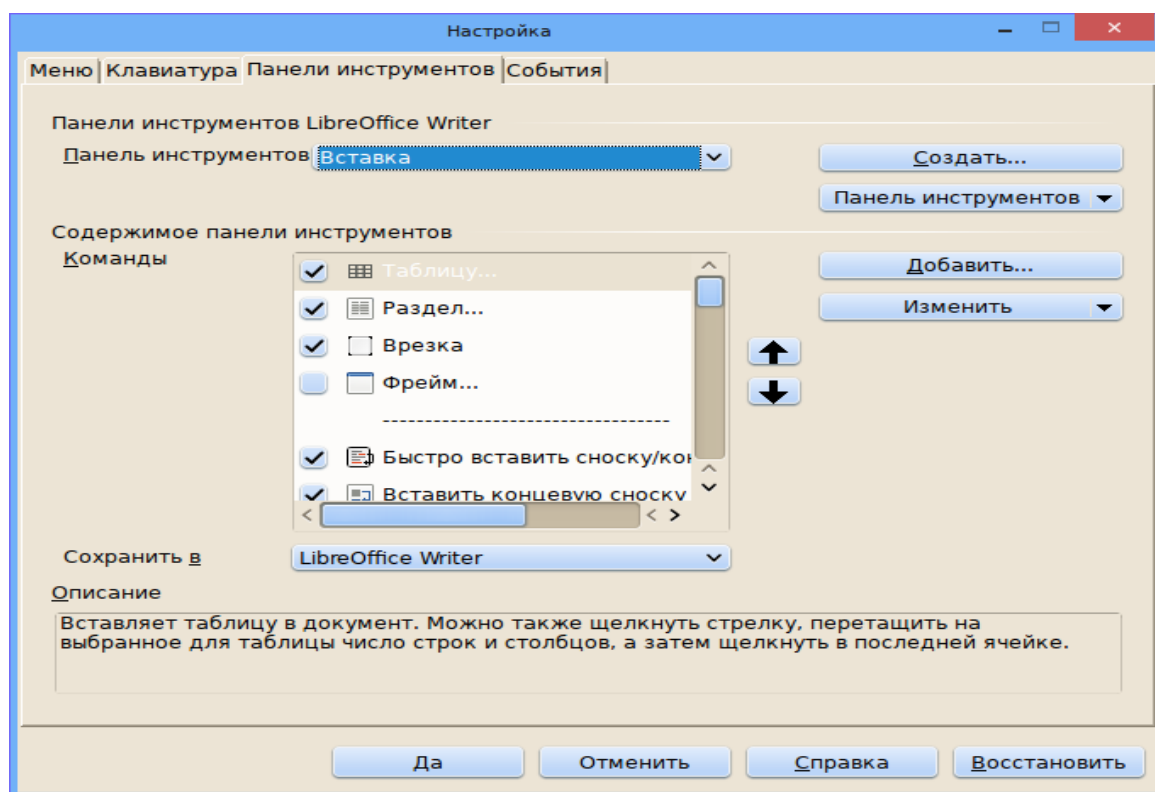 Настройка
Меню Клавиатура Панели инструментов События
Панели инструментов LibreOffice Writer
Панель инструментов Вставка Создать...
Панель инструментов
Содержимое панели инструментов
Команды Таблицу... Добавить...
Раздел... Изменить
Врезка
Фрейм...
---------------------------------
Быстро вставить сноску/кон
Вставить концевую сноску
Сохранить в LibreOffice Writer
Описание
Вставляет таблицу в документ. Можно также щелкнуть стрелку, перетащить на
выбранное для таблицы число строк и столбцов, а затем щелкнуть в последней ячейке.
Да Отменить Справка Восстановить